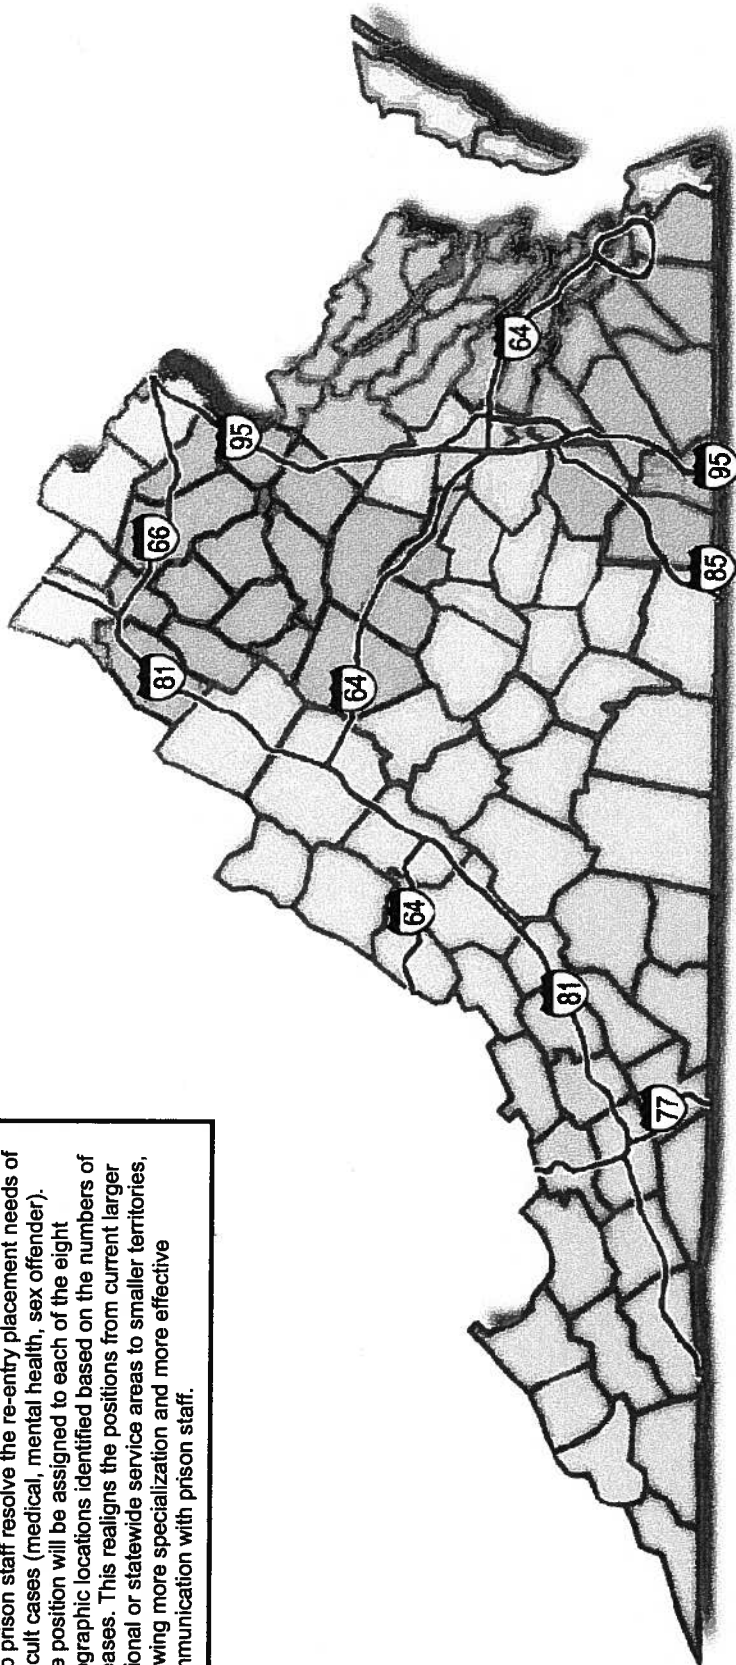 p prison staff resolve the re-entry placement needs of
cult cases (medical, mental health, sex offender).
e position will be assigned to each of the eight
graphic locations identified based on the numbers of
eases. This realigns the positions from current larger
ional or statewide service areas to smaller territories,
wing more specialization and more effective
mmunication with prison staff.
81
66
95
64
64
64
81
77
85
95